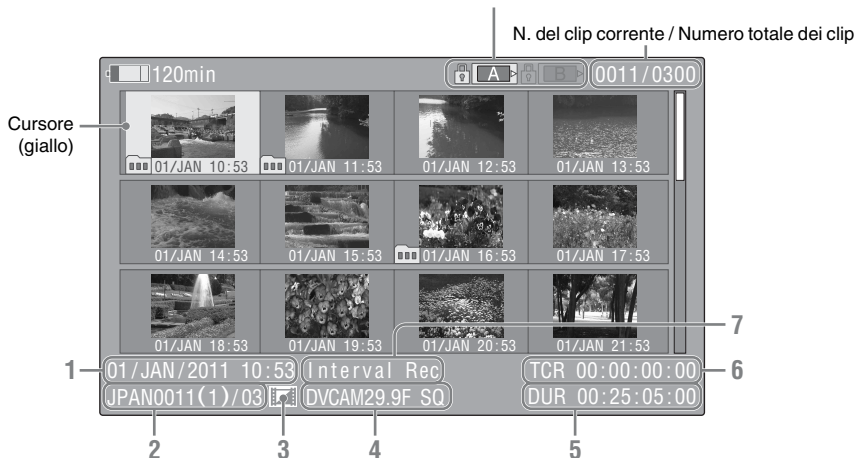 N. del clip corrente / Numero totale dei clip
120min
A
B
0011/0300
Cursore
(giallo)
01/JAN 10:53
01/JAN 11:53
01/JAN 12:53
01/JAN 13:53
01/JAN 14:53
01/JAN 15:53
01/JAN 16:53
01/JAN 17:53
01/JAN 18:53
01/JAN 19:53
01/JAN 20:53
01/JAN 21:53
7
1
01/JAN/2011 10:53
Interval Rec
TCR 00:00:00:00
6
JPAN0011(1)/03
DVCAM29.9F SQ
DUR 00:25:05:00
2
3
4
5